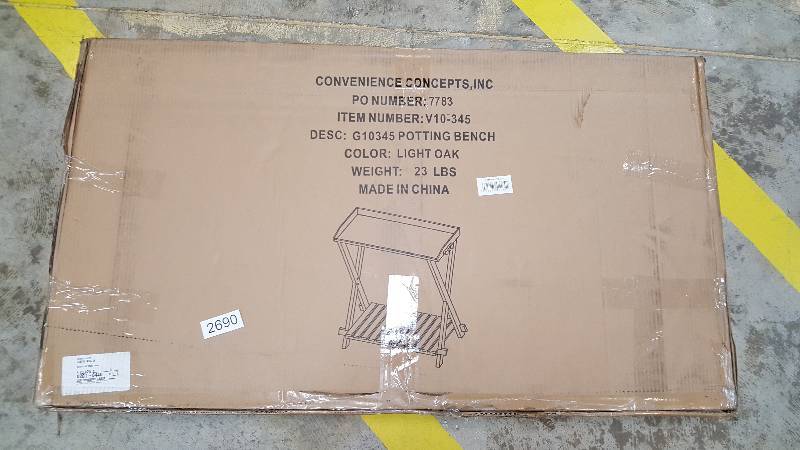 CONVENIENCE CONCEPTS,INC
PO NUMBER:7783
ITEM NUMBER:V10-345
DESC: G10345 POTTING BENCH
COLOR: LIGHT OAK
WEIGHT: 23 LBS
MADE IN CHINA
2690